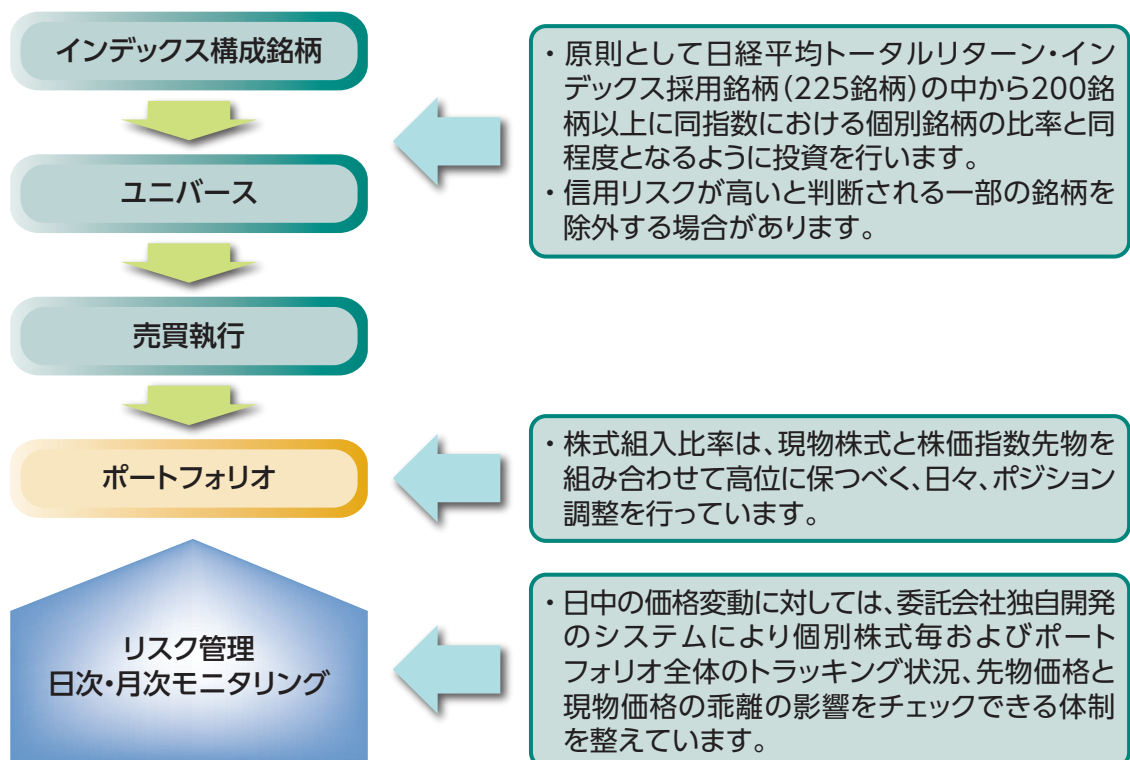 インデックス構成銘柄
・原則として日経平均トータルリターン・イン
デックス採用銘柄(225銘柄)の中から200銘
柄以上に同指数における個別銘柄の比率と同
程度となるように投資を行います。
・信用リスクが高いと判断される一部の銘柄を
除外する場合があります。
ユニバース
売買執行
ポートフォリオ
・株式組入比率は、現物株式と株価指数先物を
組み合わせて高位に保つべく、日々、ポジション
調整を行っています。
リスク管理
日次・月次モニタリング
・日中の価格変動に対しては、委託会社独自開発
のシステムにより個別株式毎およびポート
フォリオ全体のトラッキング状況、先物価格と
現物価格の乖離の影響をチェックできる体制
を整えています。